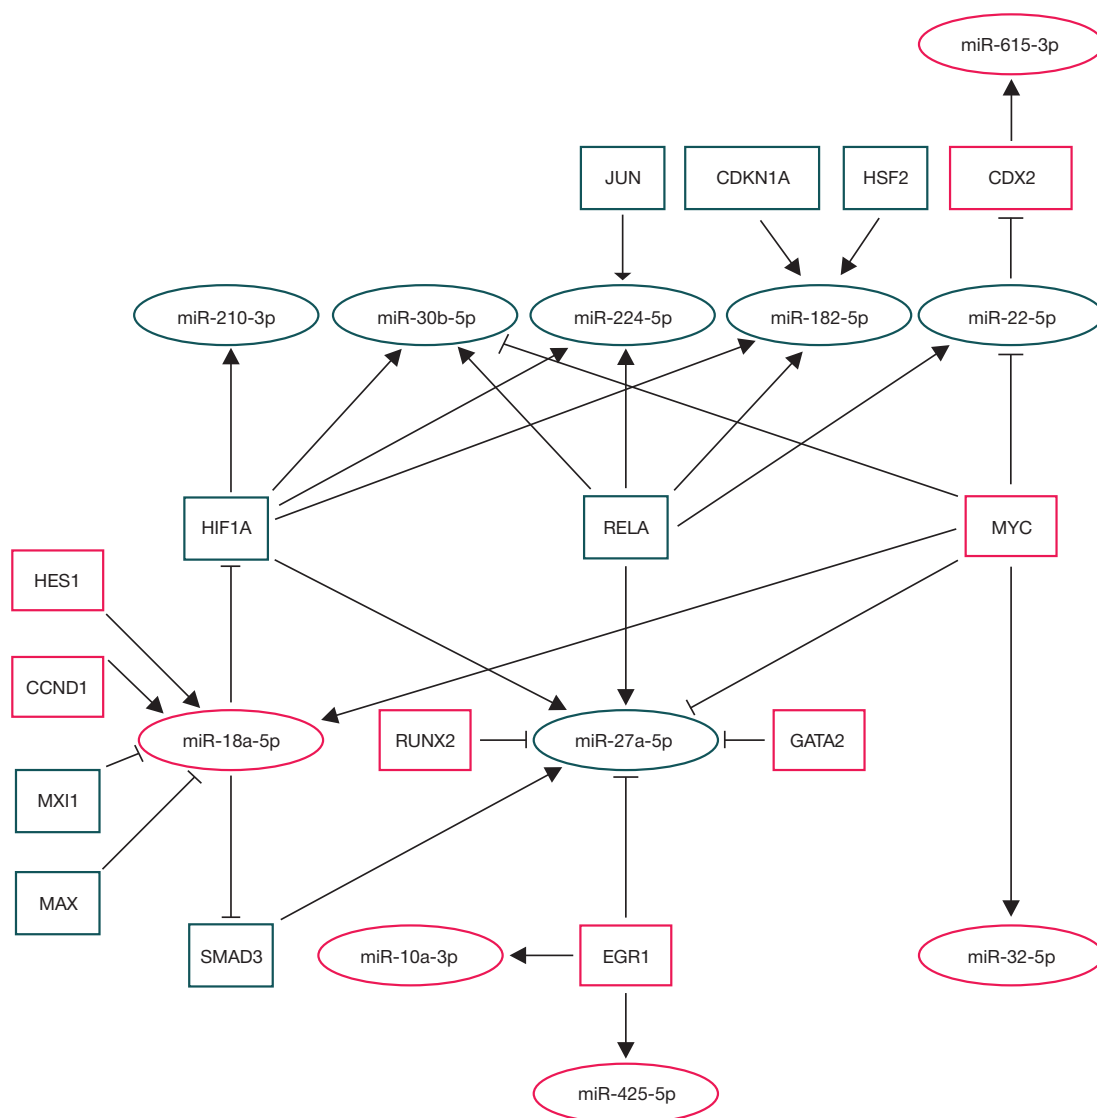 miR-615-3p
JUN
CDKN1A
HSF2
CDX2
miR-210-3p
miR-30b-5p
miR-224-5p
miR-182-5p
miR-22-5p
HIF1A
RELA
MYC
HES1
CCND1
miR-18a-5p
RUNX2
miR-27a-5p
GATA2
MXI1
MAX
SMAD3
miR-10a-3p
EGR1
miR-32-5p
miR-425-5p